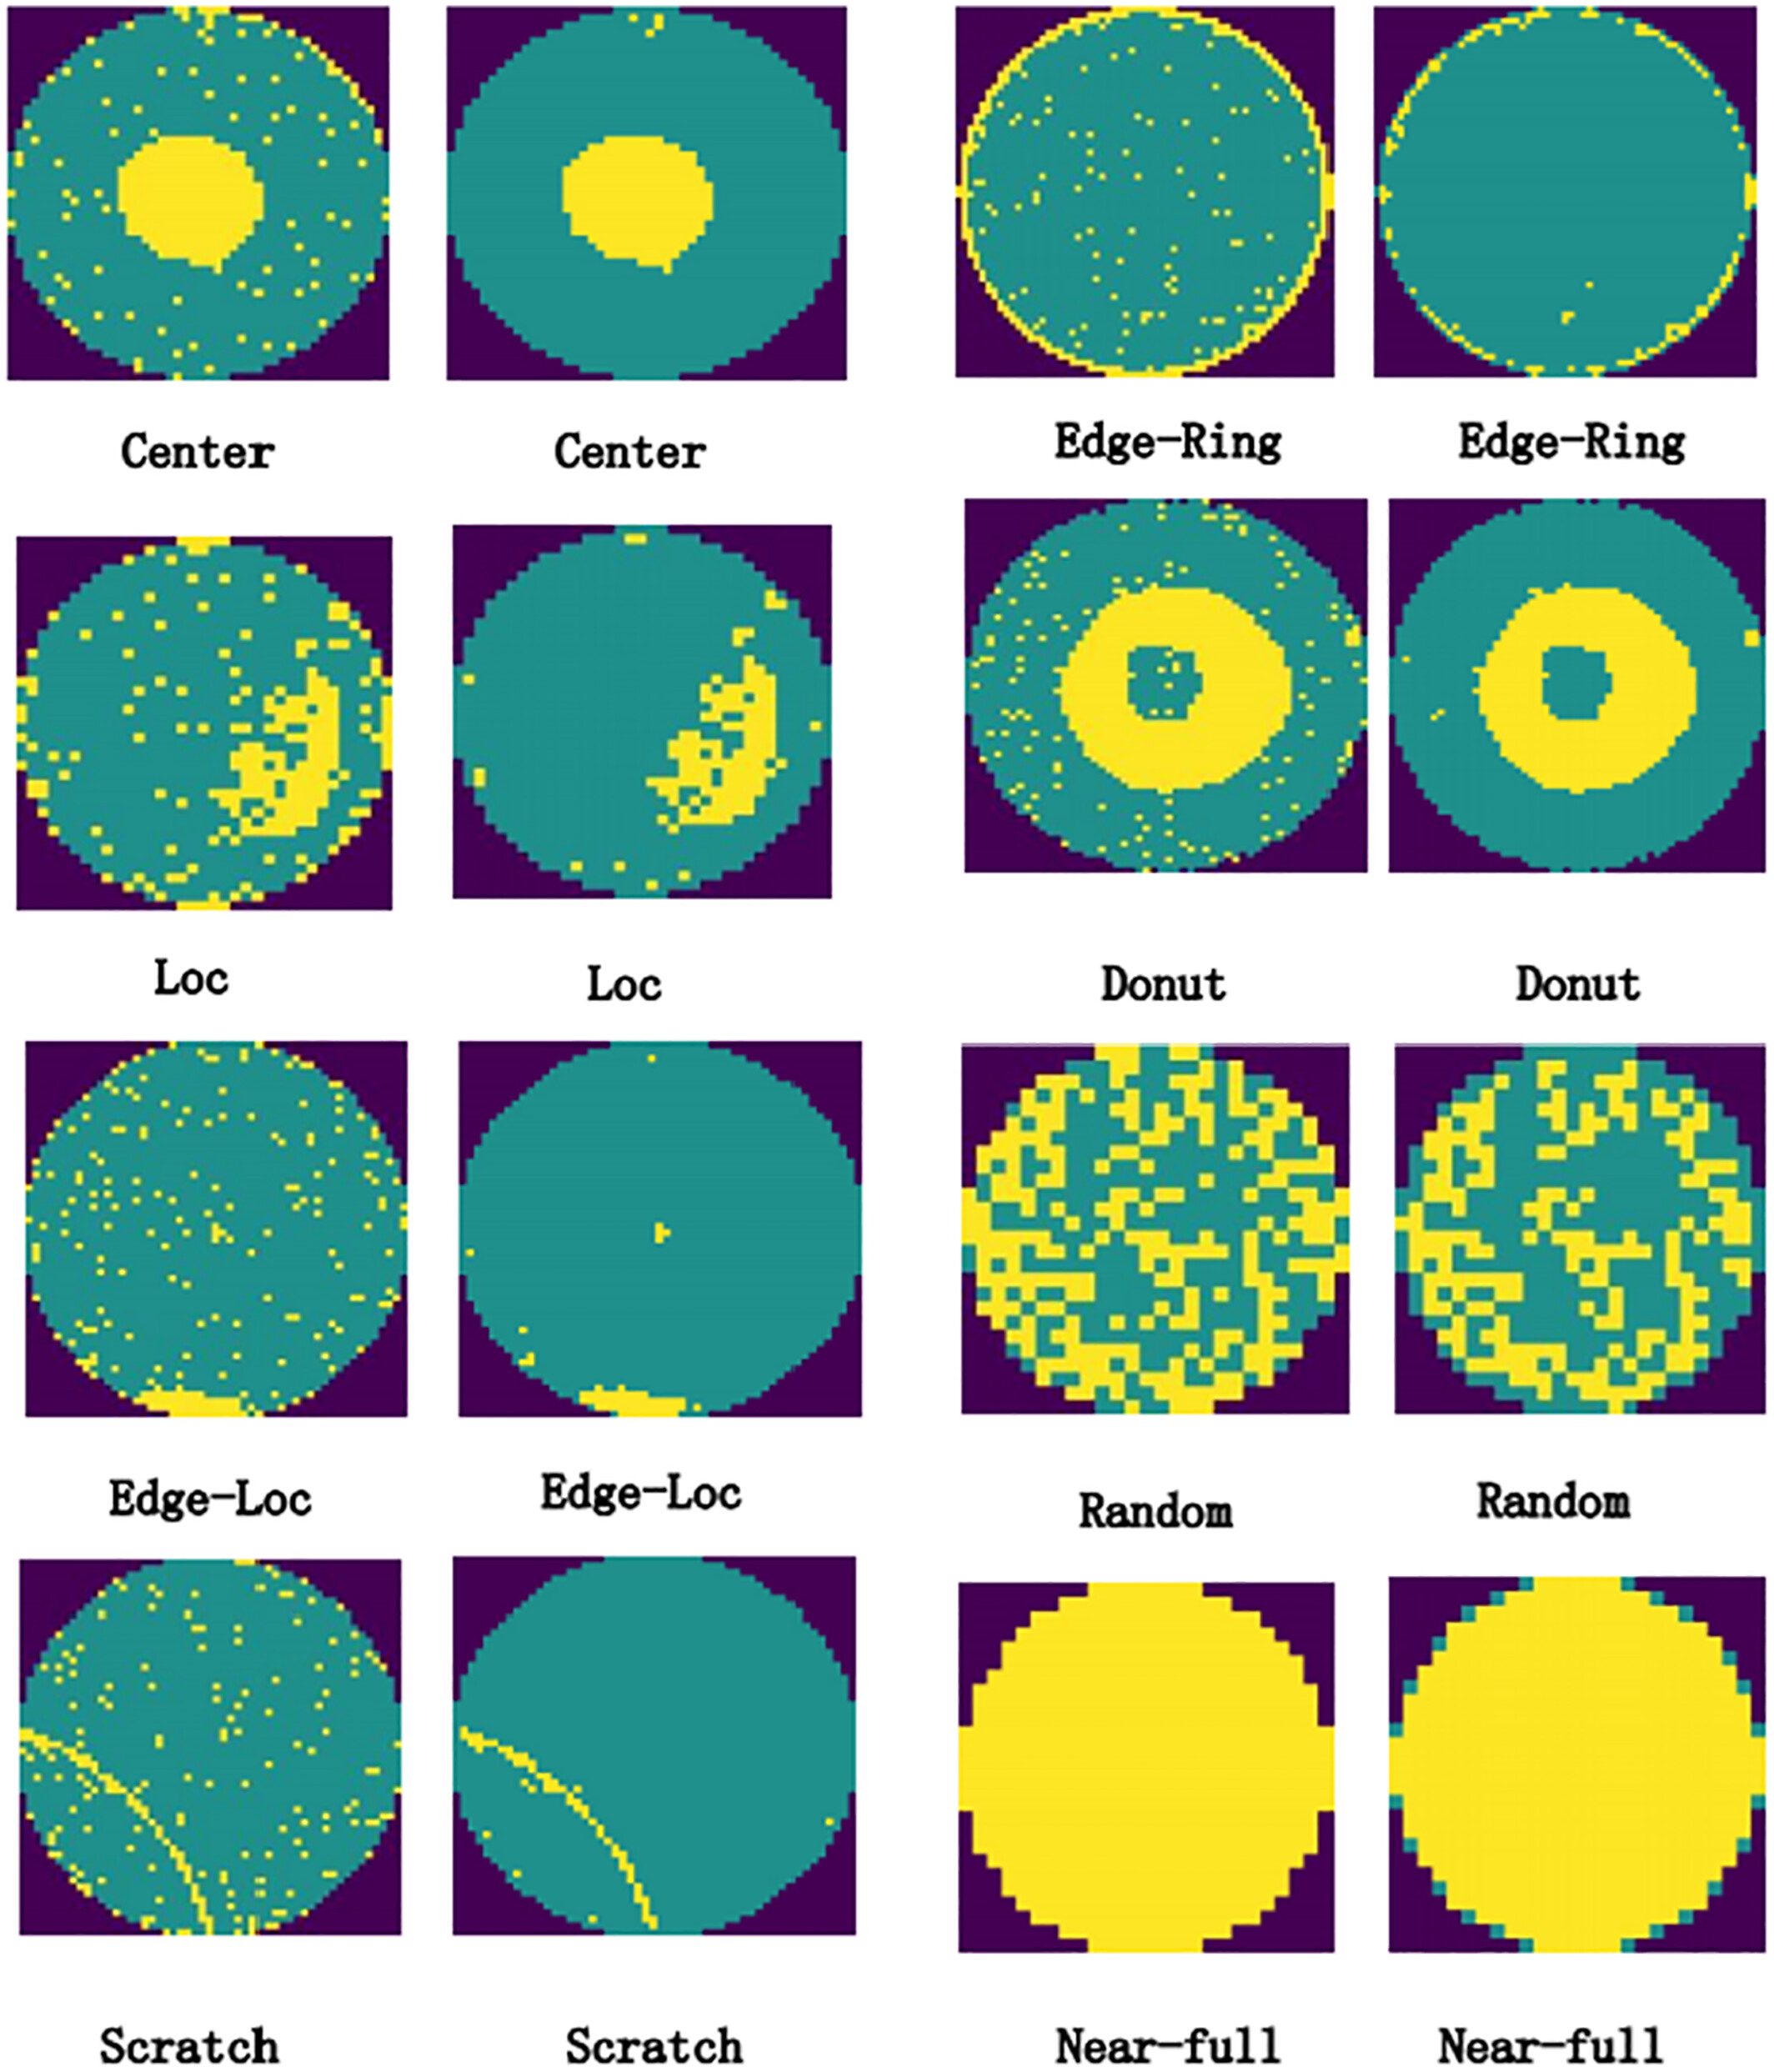 Center Center Edge-Ring Edge-Ring
Loc Loc Donut Donut
Edge-Loc Edge-Loc Random Random
Scratch Scratch Near-full Near-full